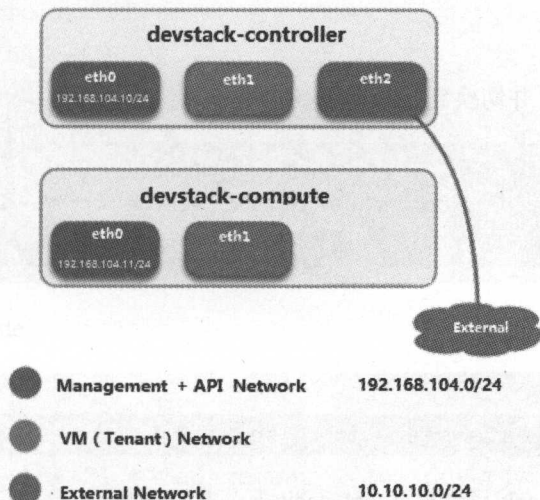 devstack-controller
eth0
192.168.104.10/24
eth1
eth2
devstack-compute
eth0
192.168.104.11/24
eth1
External
Management + API Network 192.168.104.0/24
VM ( Tenant ) Network
External Network 10.10.10.0/24